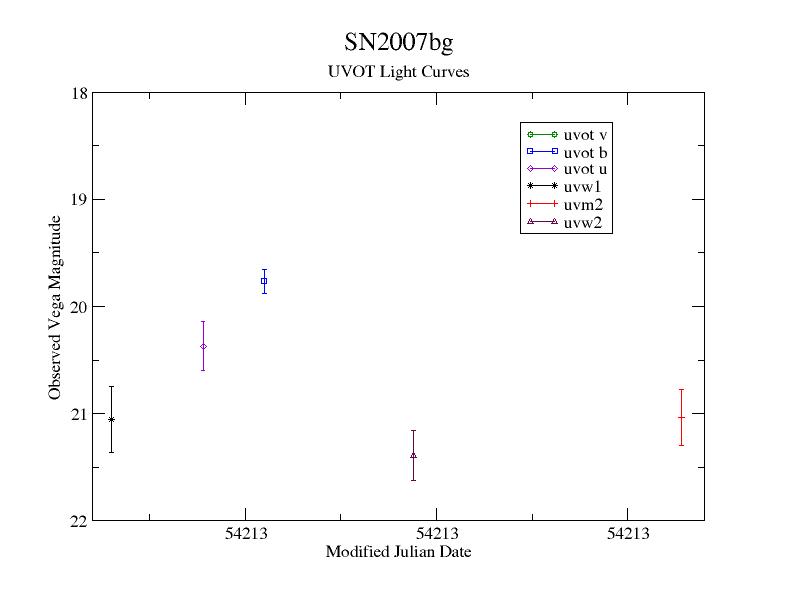 SN2007bg
UVOT Light Curves
18
19
20
21
22
Observed Vega Magnitude
uvot v
uvot b
uvot u
uvw1
uvm2
uvw2
54213
54213
54213
Modified Julian Date